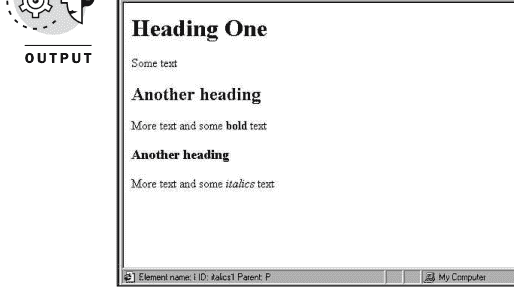 OUTPUT
Heading One
Some text
Another heading
More text and some bold text
Another heading
More text and some italics text
Element name: I ID: italics1 Parent: P
My Computer